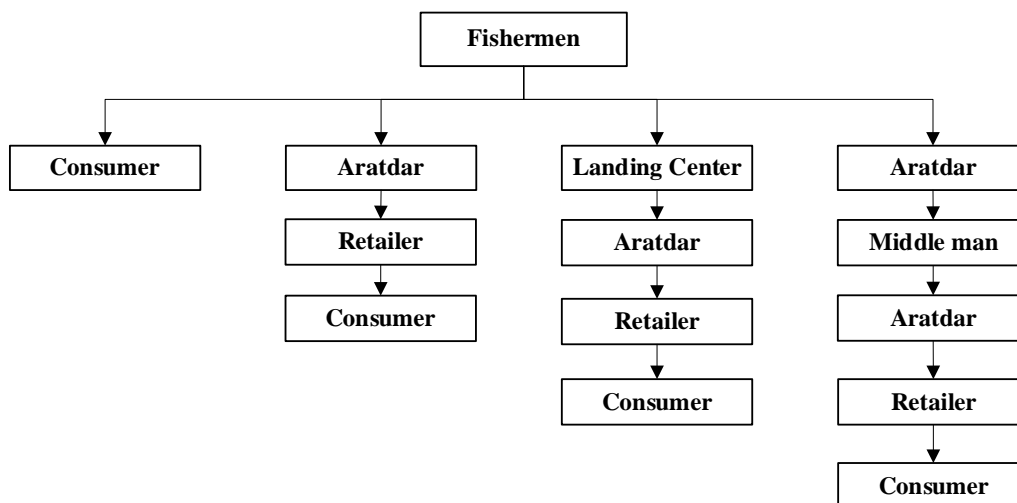 Fishermen
Consumer
Aratdar
Landing Center
Aratdar
Retailer
Aratdar
Middle man
Consumer
Retailer
Aratdar
Consumer
Retailer
Consumer